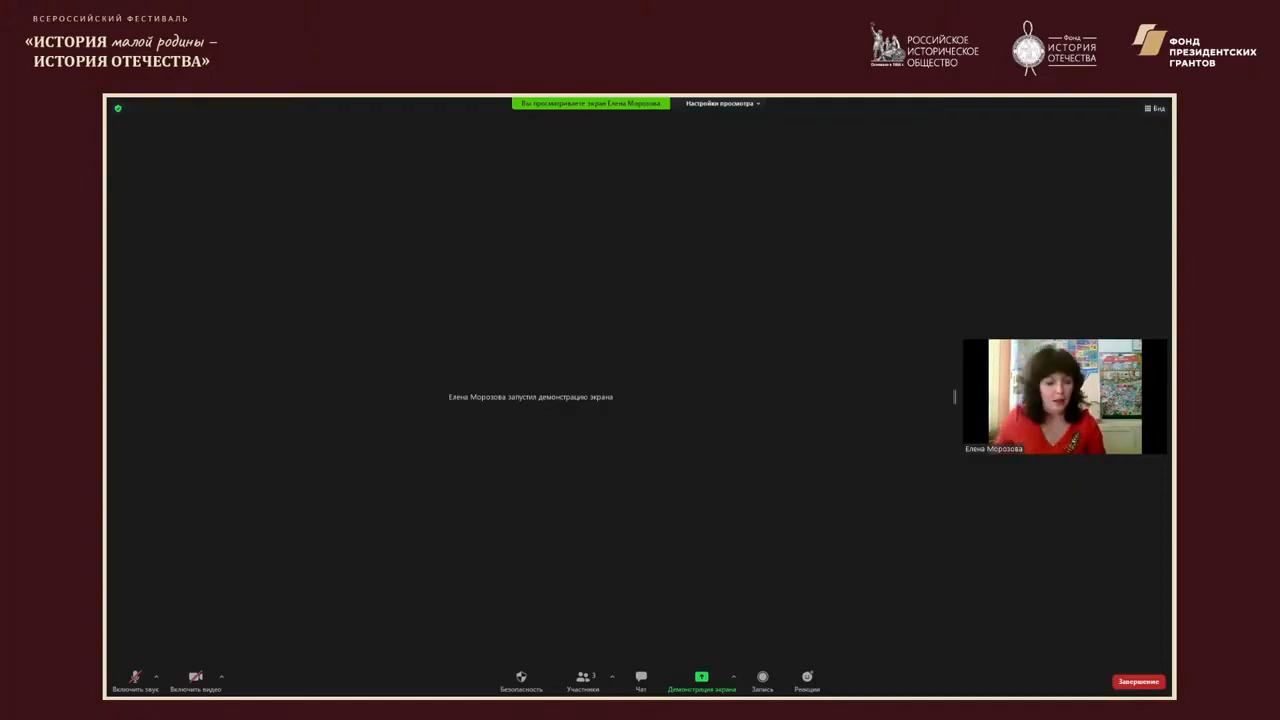 ВСЕРОССИЙСКИЙ ФЕСТИВАЛЬ
«ИСТОРИЯ малой родины –
ИСТОРИЯ ОТЕЧЕСТВА»
РОССИЙСКОЕ
ИСТОРИЧЕСКОЕ
ОБЩЕСТВО
Фонд
ИСТОРИЯ
ОТЕЧЕСТВА
ФОНД
ПРЕЗИДЕНТСКИХ
ГРАНТОВ
Вы просматриваете экран Елена Морозова
Настройки просмотра
Вид
Елена Морозова запустил демонстрацию экрана
Елена Морозова
Включить звук
Включить видео
Безопасность
3
Участники
Чат
Демонстрация экрана
Запись
Реакции
Завершение